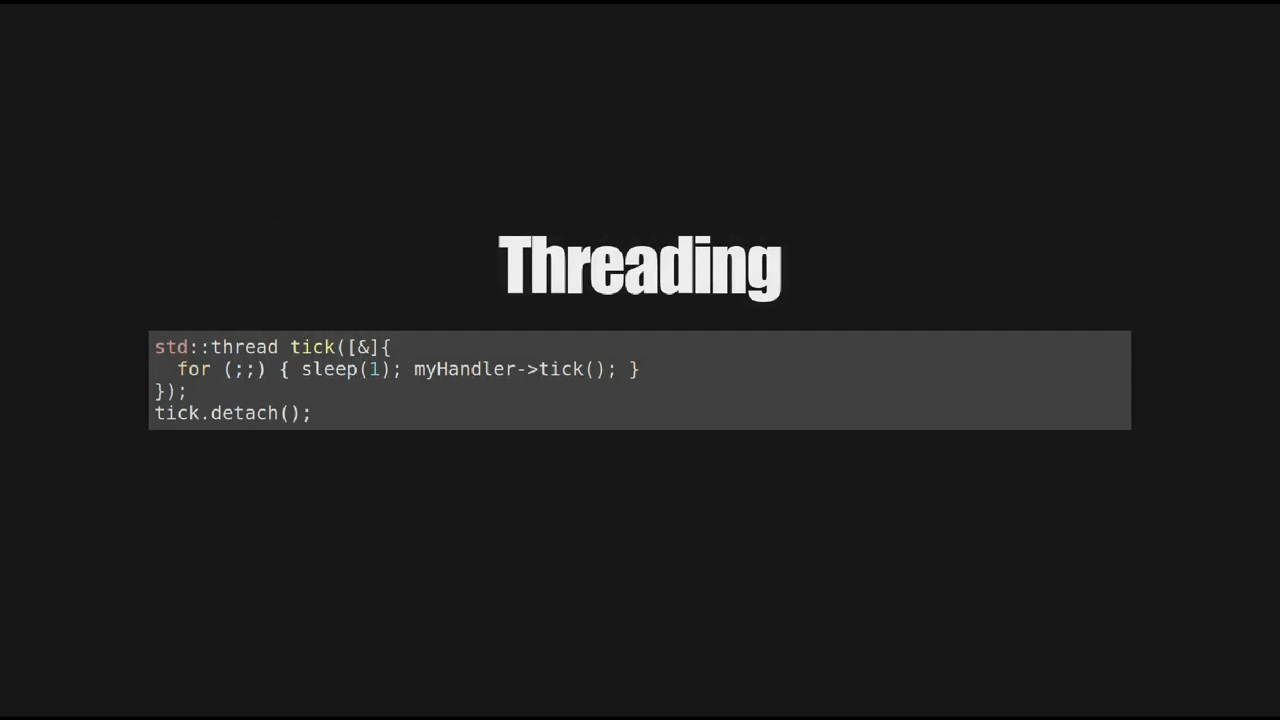 Threading
std::thread tick([&]{
  for (;;) { sleep(1); myHandler->tick(); }
});
tick.detach();